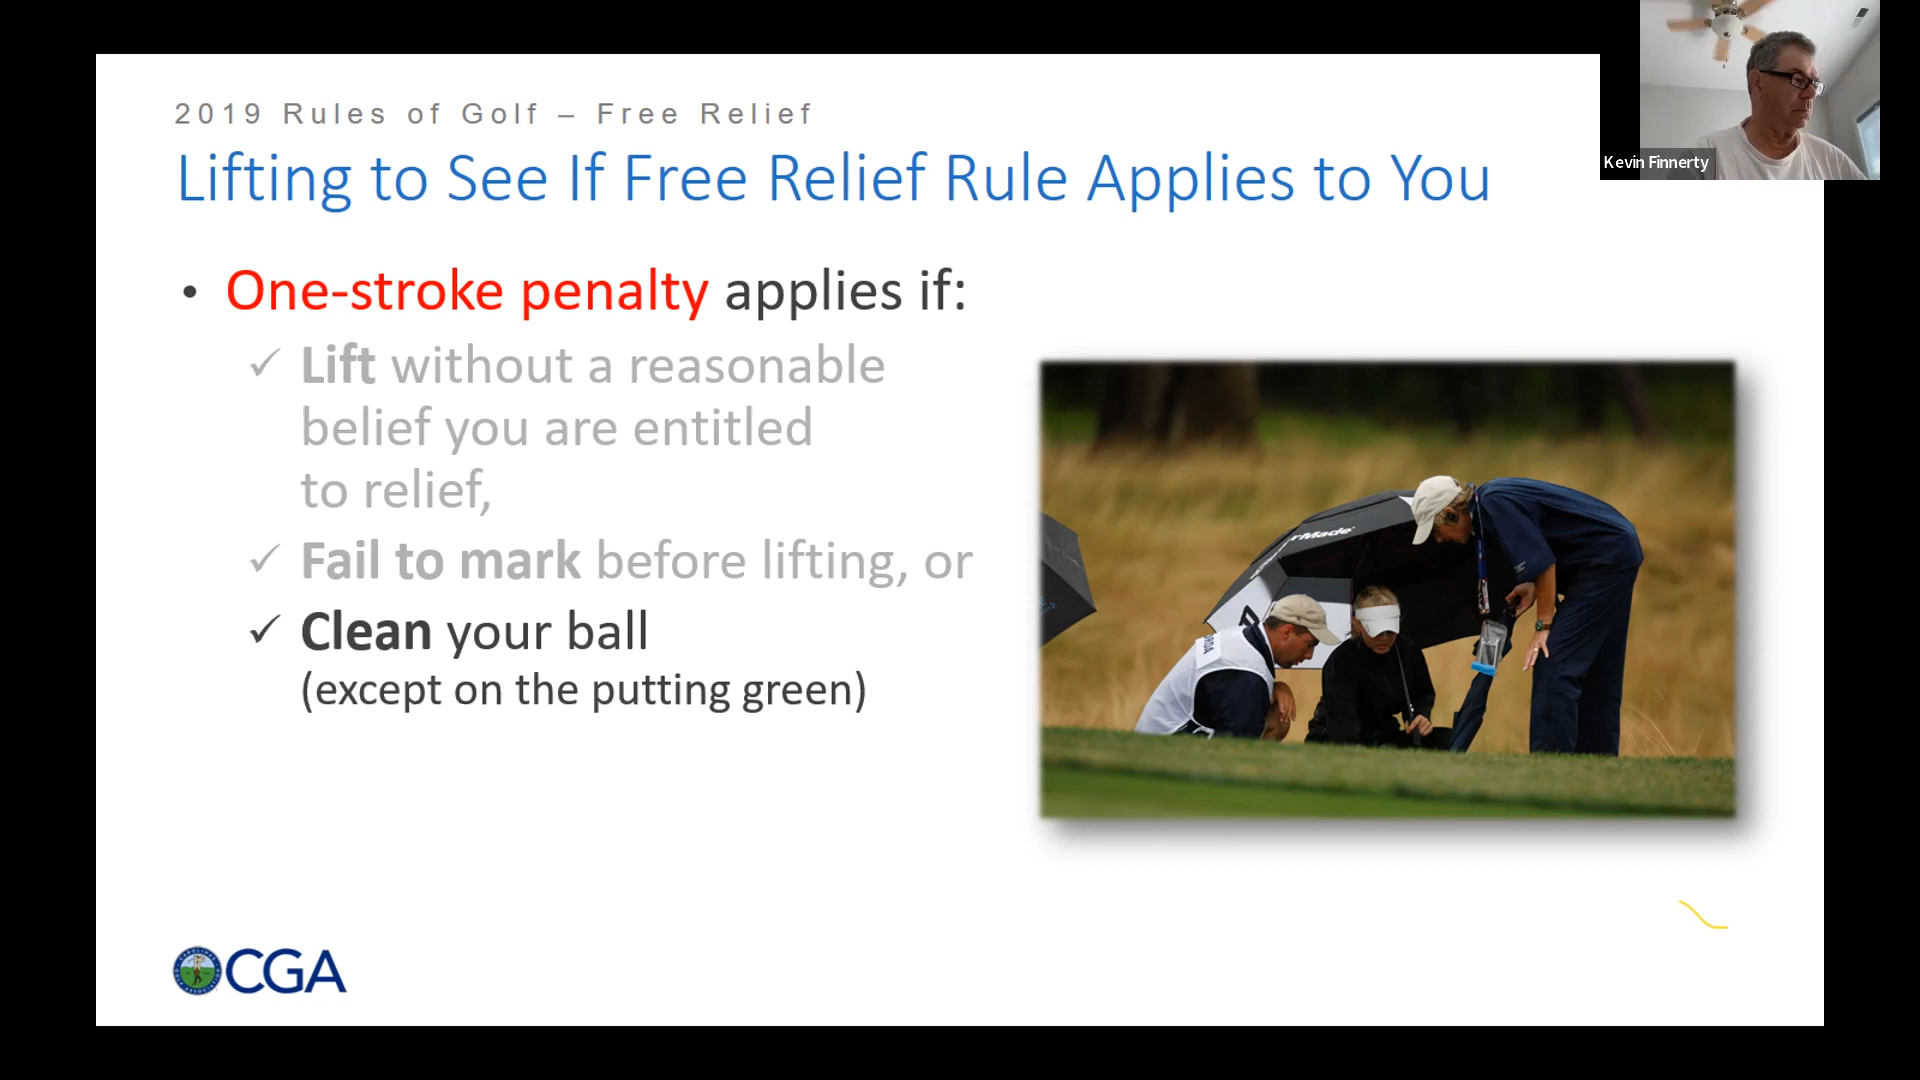 2019 Rules of Golf – Free Relief
Lifting to See If Free Relief Rule Applies to You
Kevin Finnerty
• One-stroke penalty applies if:
✓ Lift without a reasonable
belief you are entitled
to relief,
✓ Fail to mark before lifting, or
✓ Clean your ball
(except on the putting green)
rMade
CGA